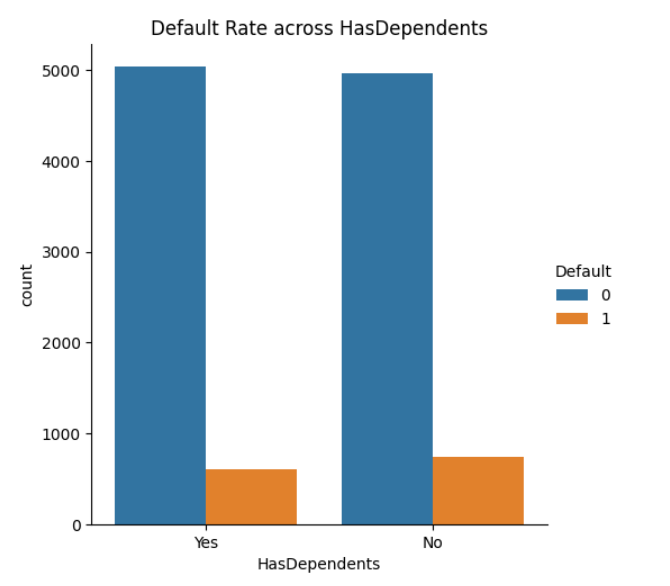 Default Rate across HasDependents
5000
4000
3000
2000
1000
0
count
Yes
No
HasDependents
Default
0
1